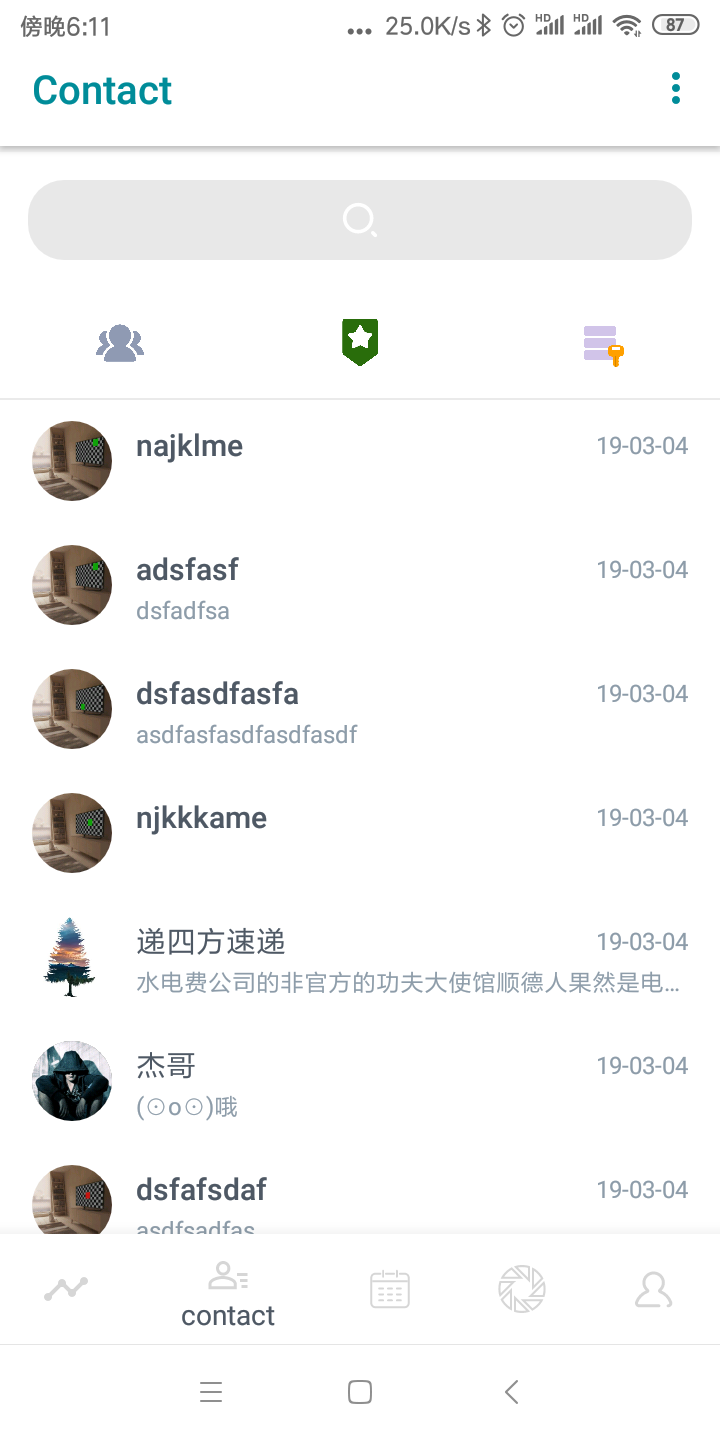 傍晚6:11 ... 25.0K/s HD HD 87
Contact
najklme 19-03-04
adsfasf 19-03-04
dsfadfsa
dsfasdfasfa 19-03-04
asdfasfasdfasdfasdf
njkkkame 19-03-04
递四方速递 19-03-04
水电费公司的非官方的功夫大使馆顺德人果然是电...
杰哥 19-03-04
(⊙o⊙)哦
dsfafsdaf 19-03-04
asdfsadfas
contact